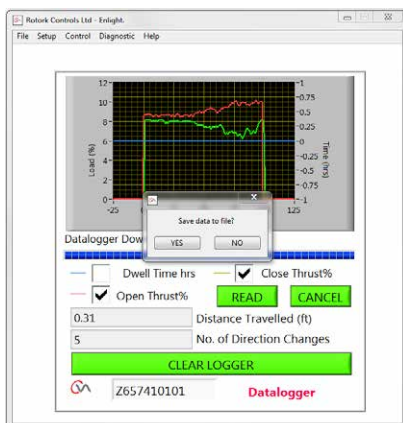 Rotork Controls Ltd - Enlight.
File Setup Control Diagnostic Help
12 1
10 0.75
0.5
8 0.25
6 0
4 -0.25
-0.5
2 -0.75
0 -1
Load (%)
Time (hrs)
-25 125
Save data to file?
YES NO
Datalogger Dow
Dwell Time hrs Close Thrust%
Open Thrust% READ CANCEL
0.31 Distance Travelled (ft)
5 No. of Direction Changes
CLEAR LOGGER
Z657410101 Datalogger